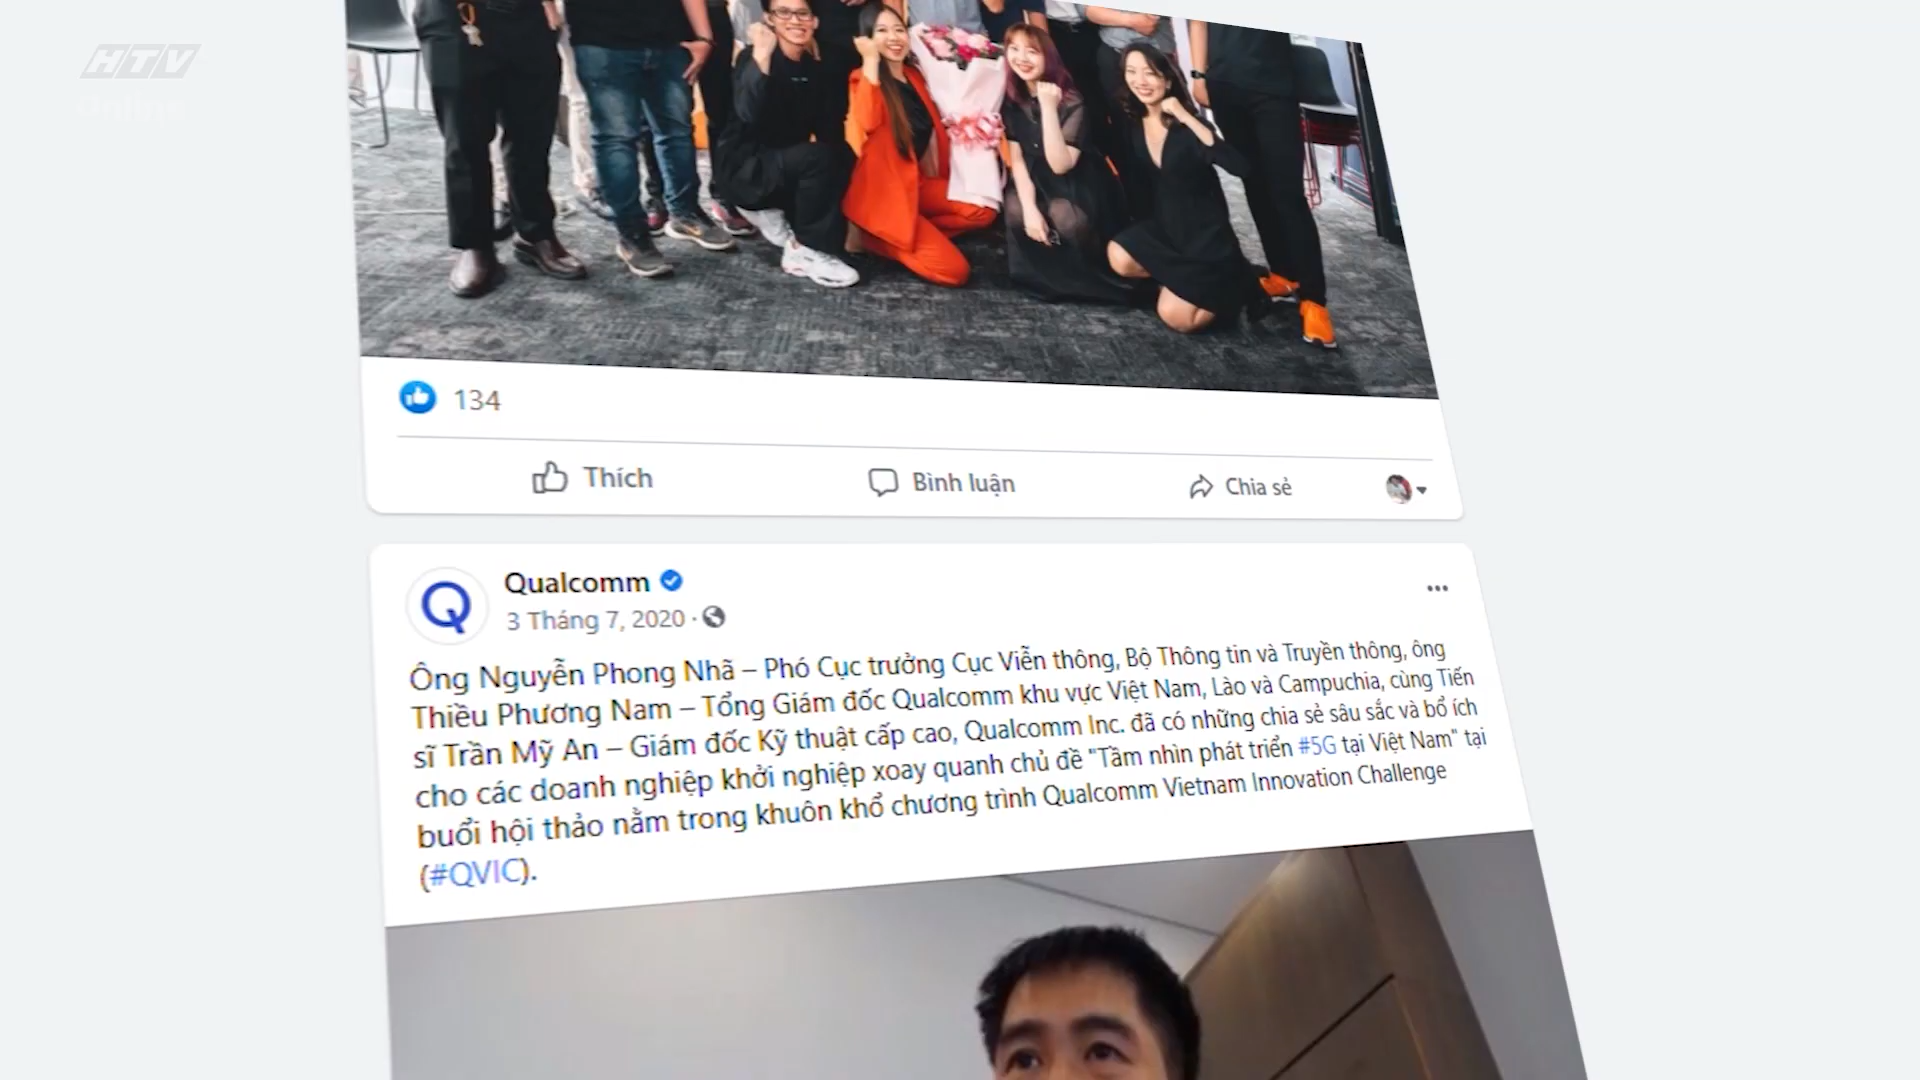 HTV
Online
134
Thích
Bình luận
Chia sẻ
Qualcomm
3 Tháng 7, 2020 ·
Ông Nguyễn Phong Nhã – Phó Cục trưởng Cục Viễn thông, Bộ Thông tin và Truyền thông, ông
Thiều Phương Nam – Tổng Giám đốc Qualcomm khu vực Việt Nam, Lào và Campuchia, cùng Tiến
sĩ Trần Mỹ An – Giám đốc Kỹ thuật cấp cao, Qualcomm Inc. đã có những chia sẻ sâu sắc và bổ ích
cho các doanh nghiệp khởi nghiệp xoay quanh chủ đề "Tầm nhìn phát triển #5G tại Việt Nam" tại
buổi hội thảo nằm trong khuôn khổ chương trình Qualcomm Vietnam Innovation Challenge
(#QVIC).